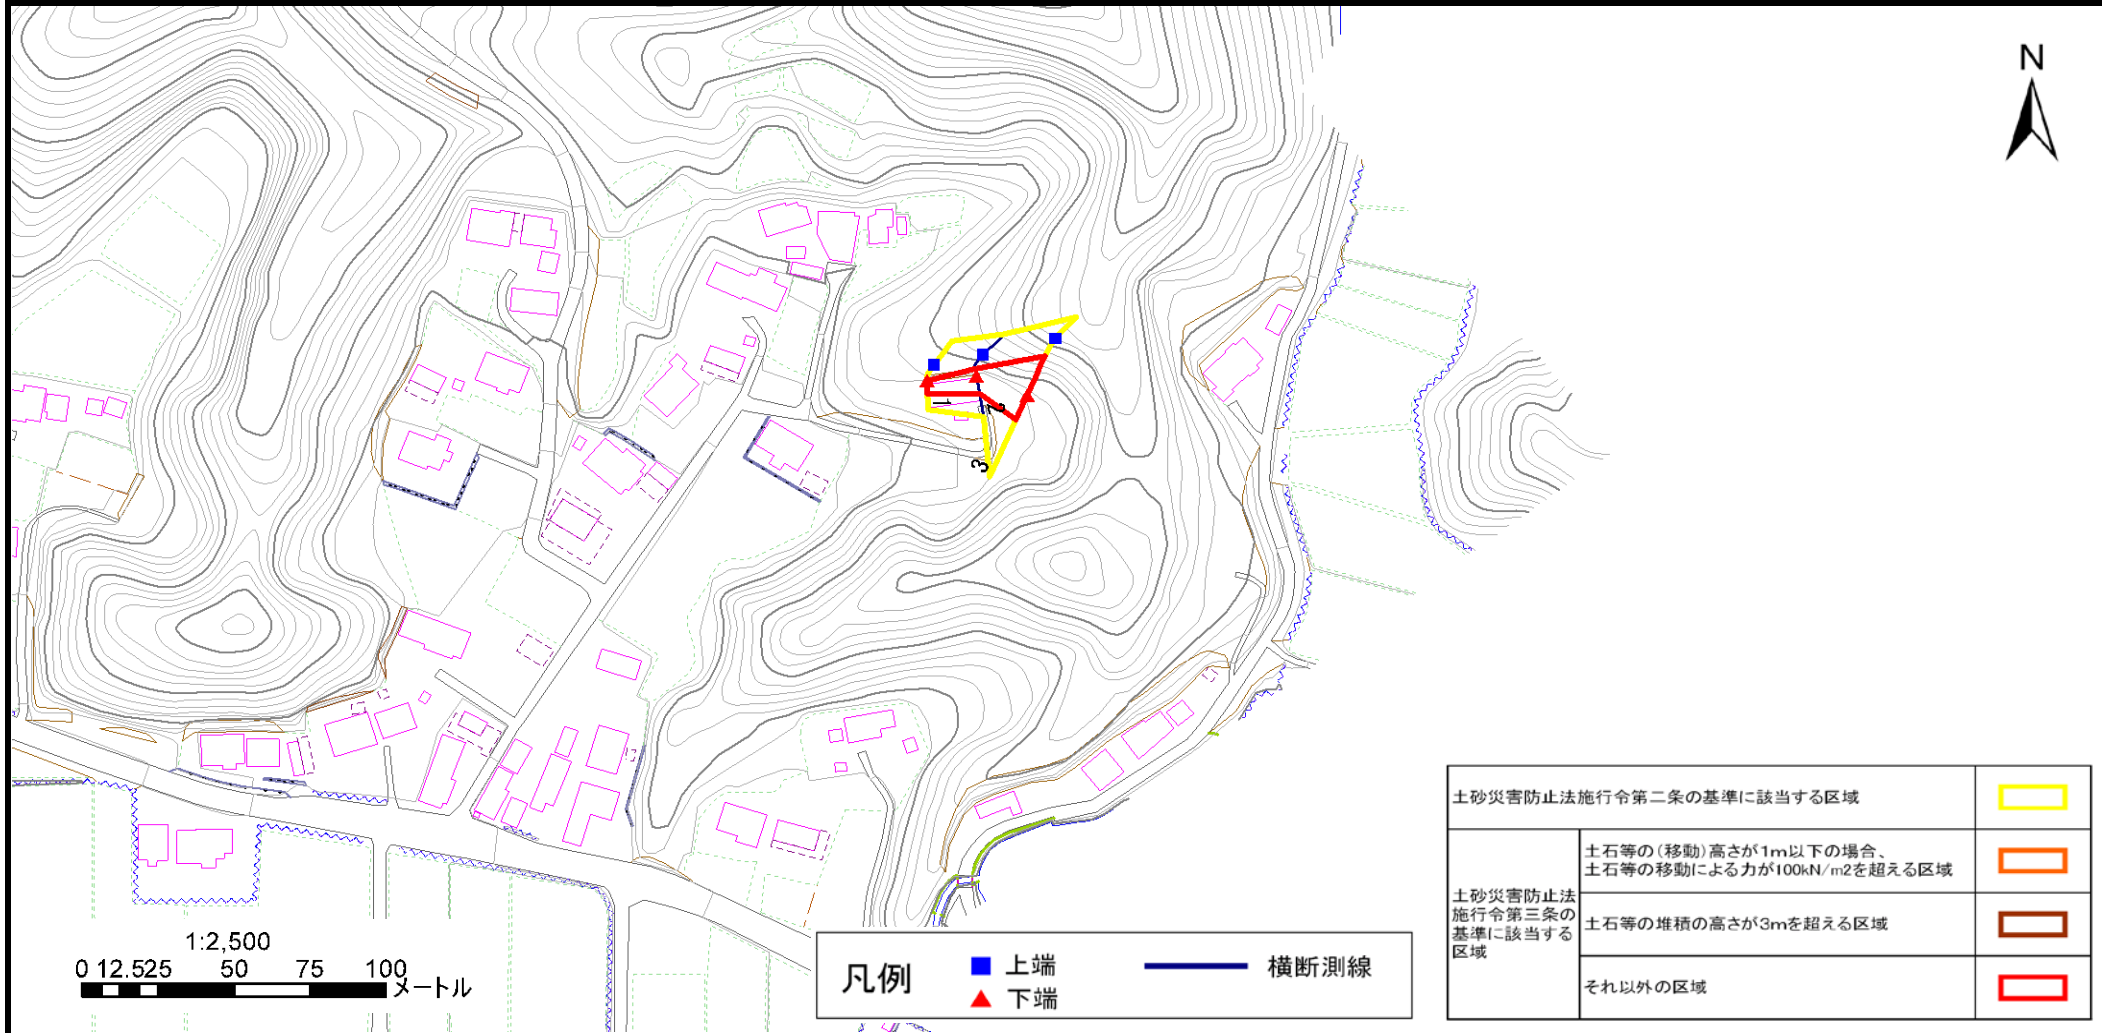 N
1
2
3
土砂災害防止法施行令第二条の基準に該当する区域
土砂災害防止法
施行令第三条の
基準に該当する
区域
土石等の(移動)高さが1m以下の場合、
土石等の移動による力が100kN/m2を超える区域
土石等の堆積の高さが3mを超える区域
それ以外の区域
1:2,500
0 12.525 50 75 100
メートル
凡例
上端
下端
横断測線